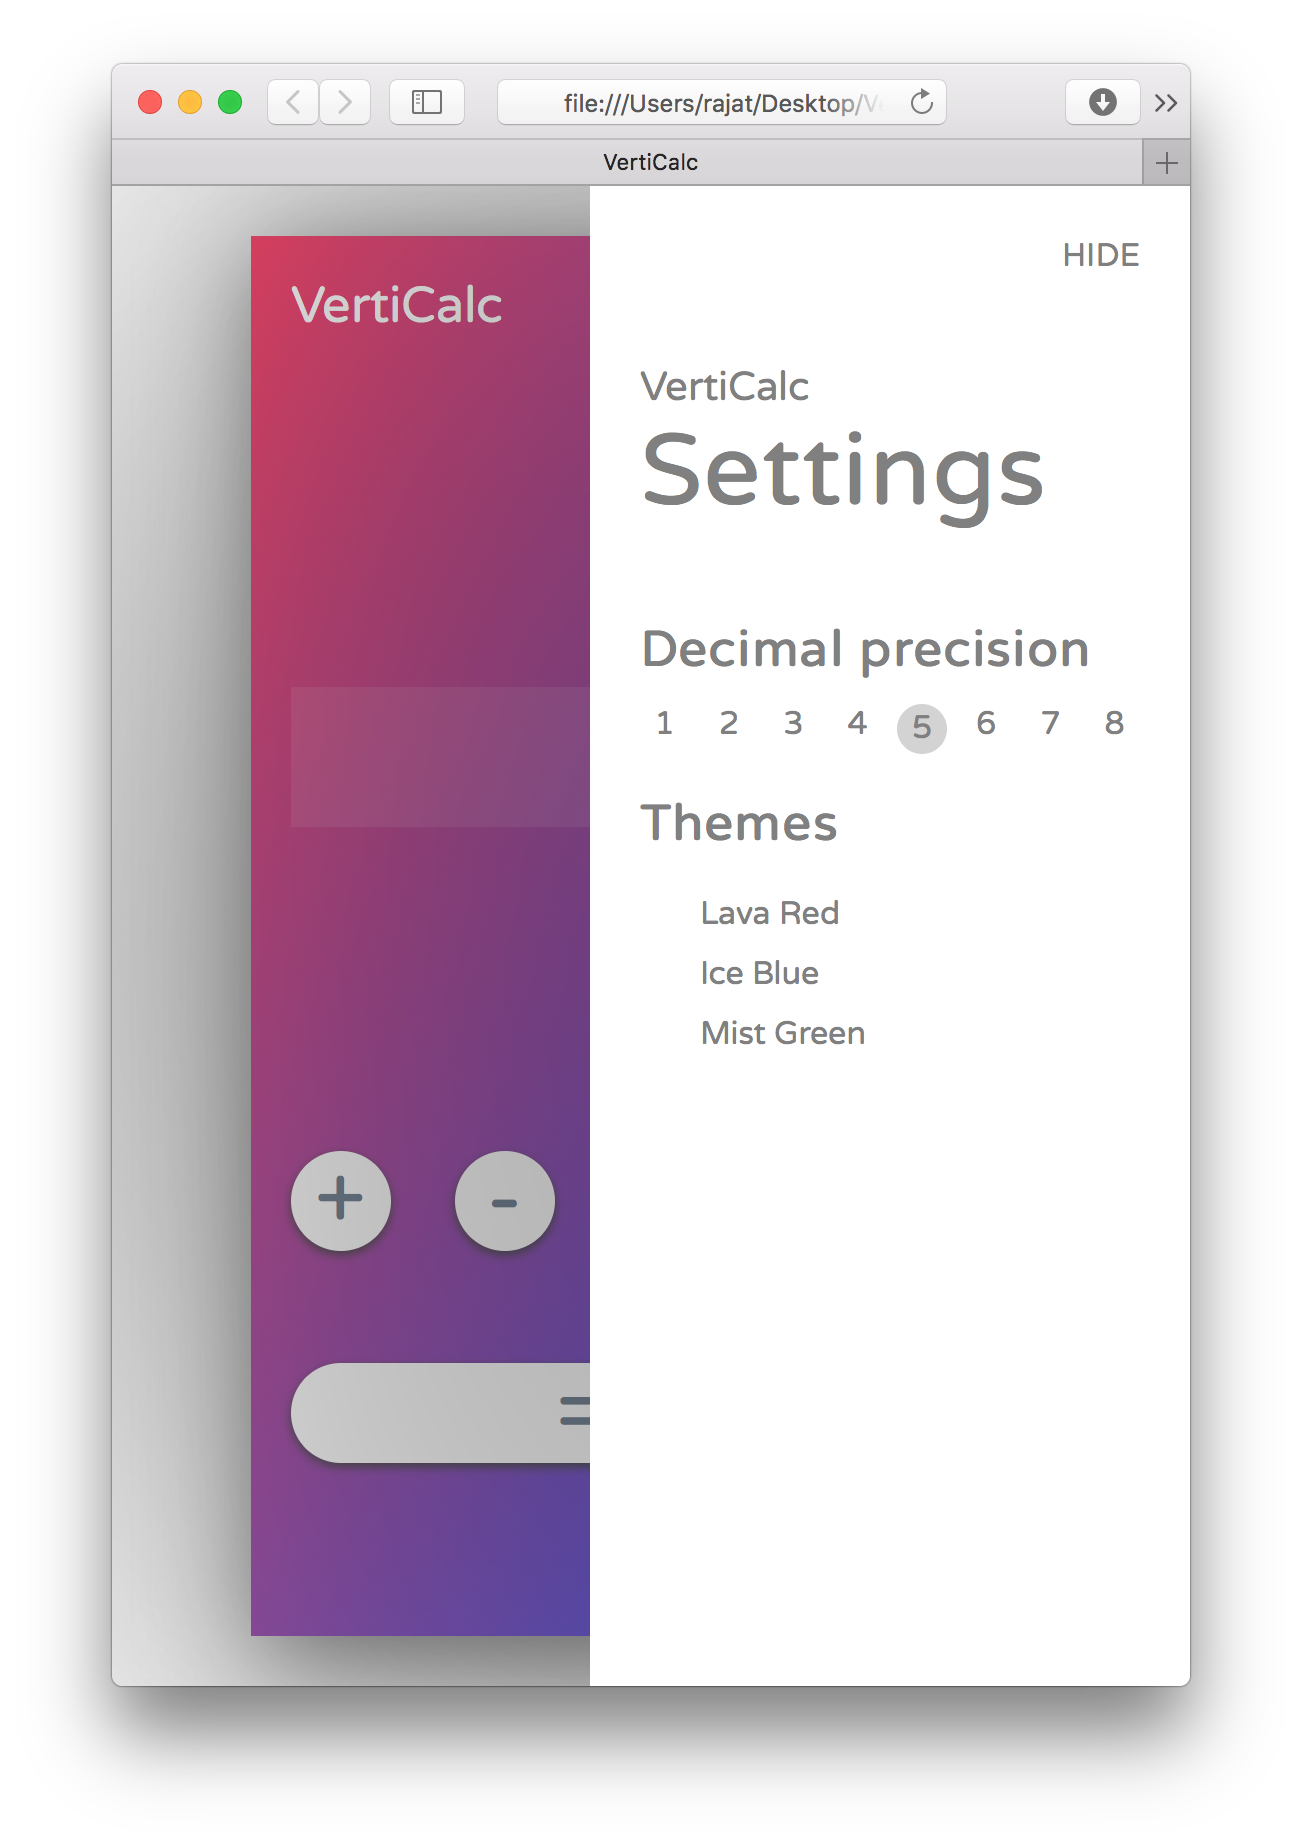 file:///Users/rajat/Desktop/Ve
VertiCalc
HIDE
VertiCalc
VertiCalc
Settings
Decimal precision
1 2 3 4 5 6 7 8
Themes
Lava Red
Ice Blue
Mist Green
+ -
=